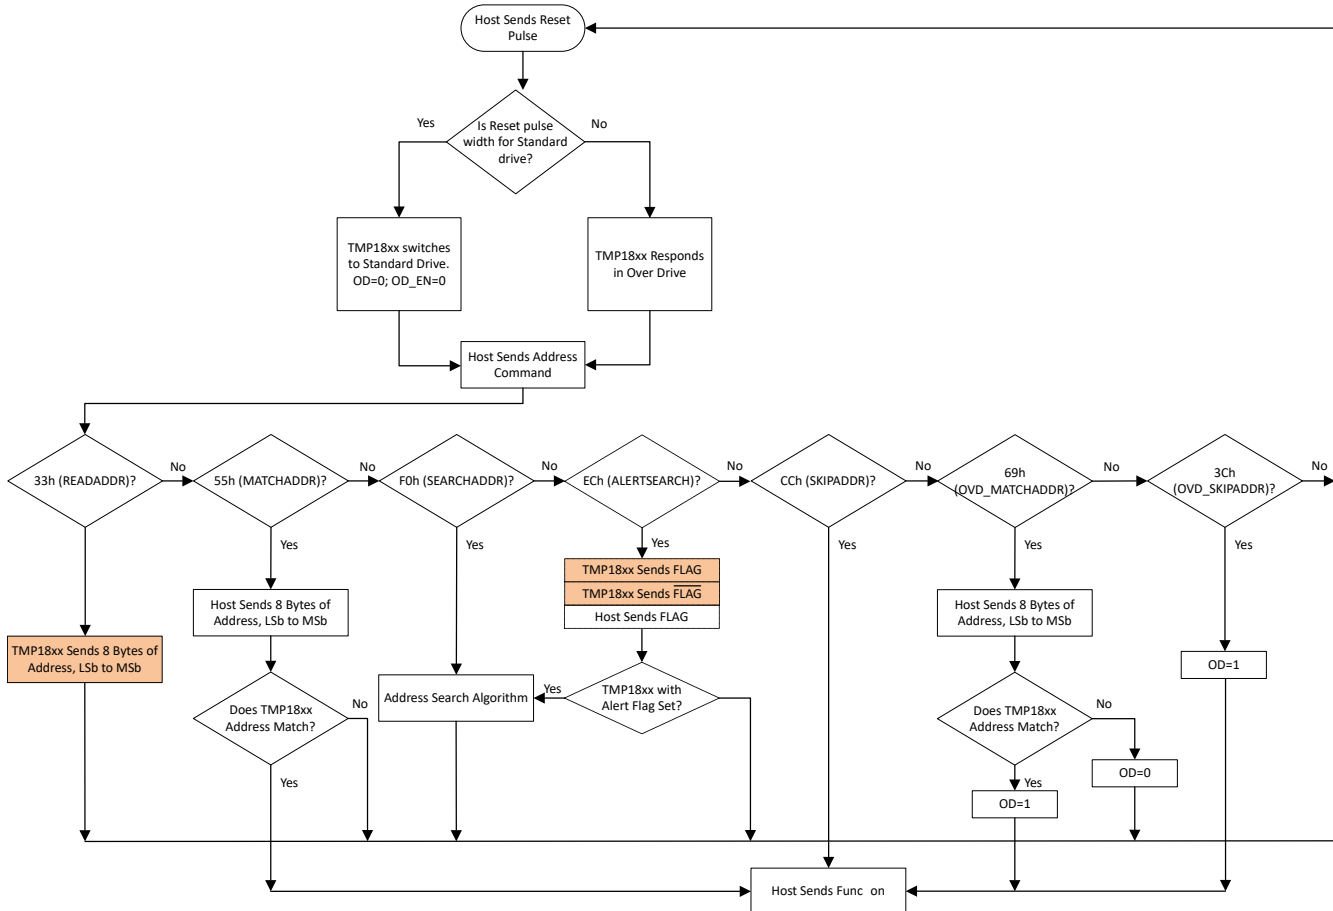 Host Sends Reset
Pulse
Is Reset pulse
width for Standard
drive?
Yes
No
TMP18xx switches
to Standard Drive.
OD=0; OD_EN=0
TMP18xx Responds
in Over Drive
Host Sends Address
Command
33h (READADDR)?
No
55h (MATCHADDR)?
No
F0h (SEARCHADDR)?
No
ECh (ALERTSEARCH)?
No
CCh (SKIPADDR)?
No
69h
(OVD_MATCHADDR)?
No
3Ch
(OVD_SKIPADDR)?
No
Yes
Yes
Yes
Yes
Yes
Yes
Yes
TMP18xx Sends 8 Bytes of
Address, LSb to MSb
Host Sends 8 Bytes of
Address, LSb to MSb
Does TMP18xx
Address Match?
No
Yes
Address Search Algorithm
TMP18xx Sends FLAG
TMP18xx Sends F̅L̅A̅G̅
Host Sends FLAG
TMP18xx with
Alert Flag Set?
Yes
Host Sends 8 Bytes of
Address, LSb to MSb
Does TMP18xx
Address Match?
No
Yes
OD=1
OD=0
OD=1
Host Sends Func on